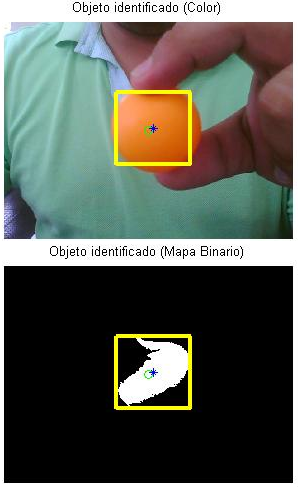 Objeto identificado (Color)
Objeto identificado (Mapa Binario)